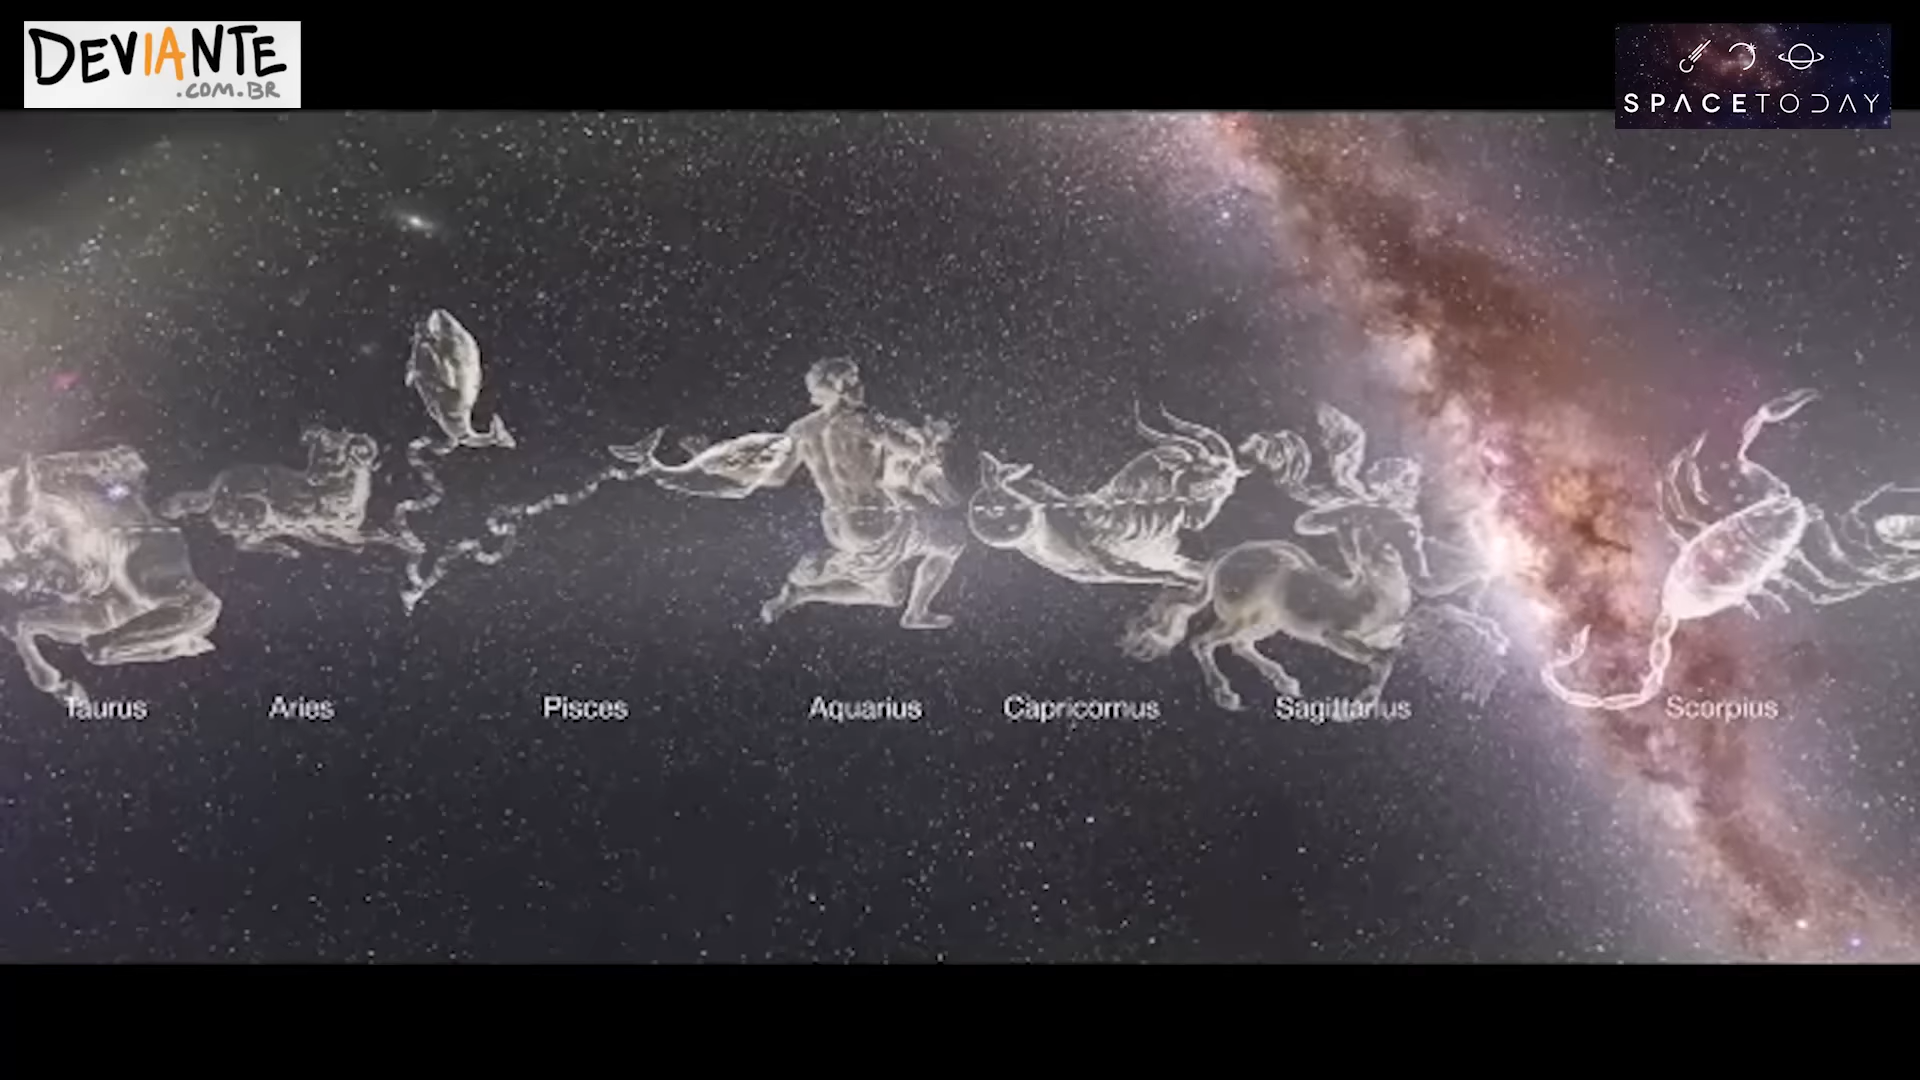 DEVIANTE
.COM.BR
SPACETODAY
Taurus
Aries
Pisces
Aquarius
Capricornus
Sagittarius
Scorpius